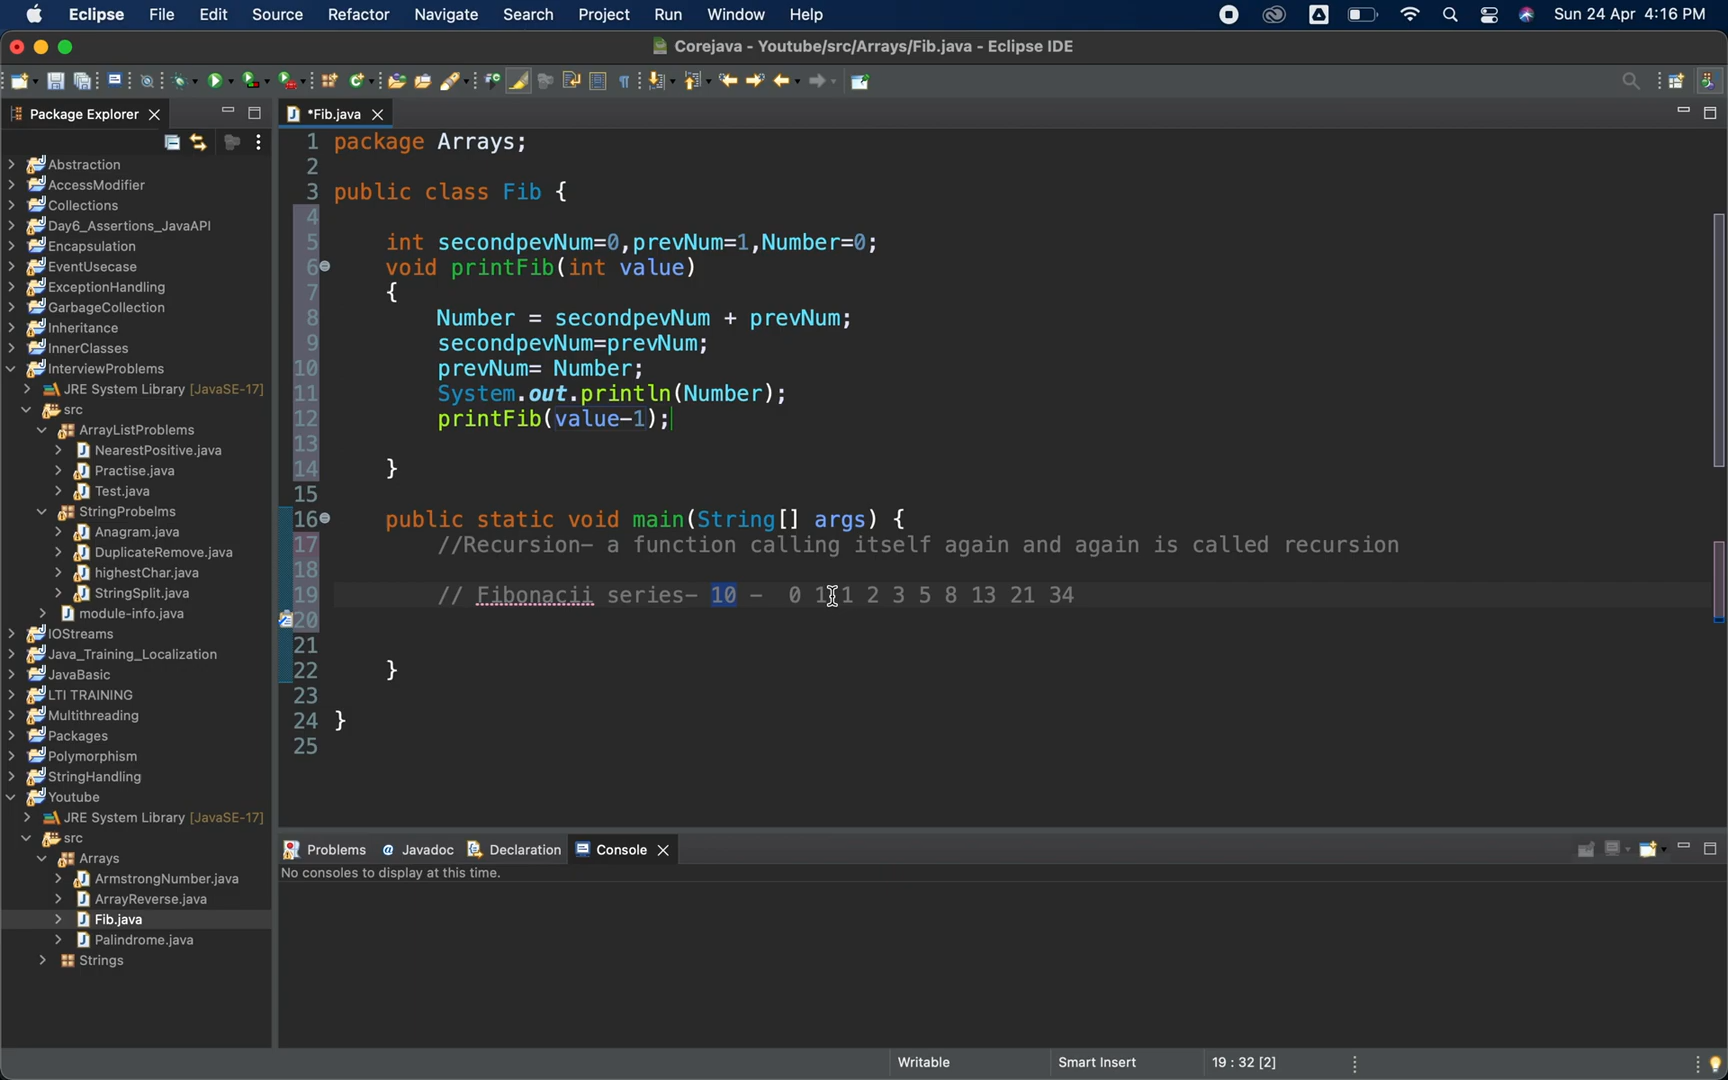 Eclipse File Edit Source Refactor Navigate Search Project Run Window Help Sun 24 Apr 4:16 PM
Corejava - Youtube/src/Arrays/Fib.java - Eclipse IDE
Package Explorer
*Fib.java
Abstraction
AccessModifier
Collections
Day6_Assertions_JavaAPI
Encapsulation
EventUsecase
ExceptionHandling
GarbageCollection
Inheritance
InnerClasses
InterviewProblems
JRE System Library [JavaSE-17]
src
ArrayListProblems
NearestPositive.java
Practise.java
Test.java
StringProbelms
Anagram.java
DuplicateRemove.java
highestChar.java
StringSplit.java
module-info.java
IOStreams
Java_Training_Localization
JavaBasic
LTI TRAINING
Multithreading
Packages
Polymorphism
StringHandling
Youtube
JRE System Library [JavaSE-17]
src
Arrays
ArmstrongNumber.java
ArrayReverse.java
Fib.java
Palindrome.java
Strings
1 package Arrays;
2
3 public class Fib {
4
5 int secondpevNum=0,prevNum=1,Number=0;
6 void printFib(int value)
7 {
8 Number = secondpevNum + prevNum;
9 secondpevNum=prevNum;
10 prevNum= Number;
11 System.out.println(Number);
12 printFib(value-1);
13
14 }
15
16 public static void main(String[] args) {
17 //Recursion- a function calling itself again and again is called recursion
18
19 // Fibonacii series- 10 - 0 1 1 2 3 5 8 13 21 34
20
21
22 }
23
24 }
25
Problems Javadoc Declaration Console
No consoles to display at this time.
Writable Smart Insert 19 : 32 [2]